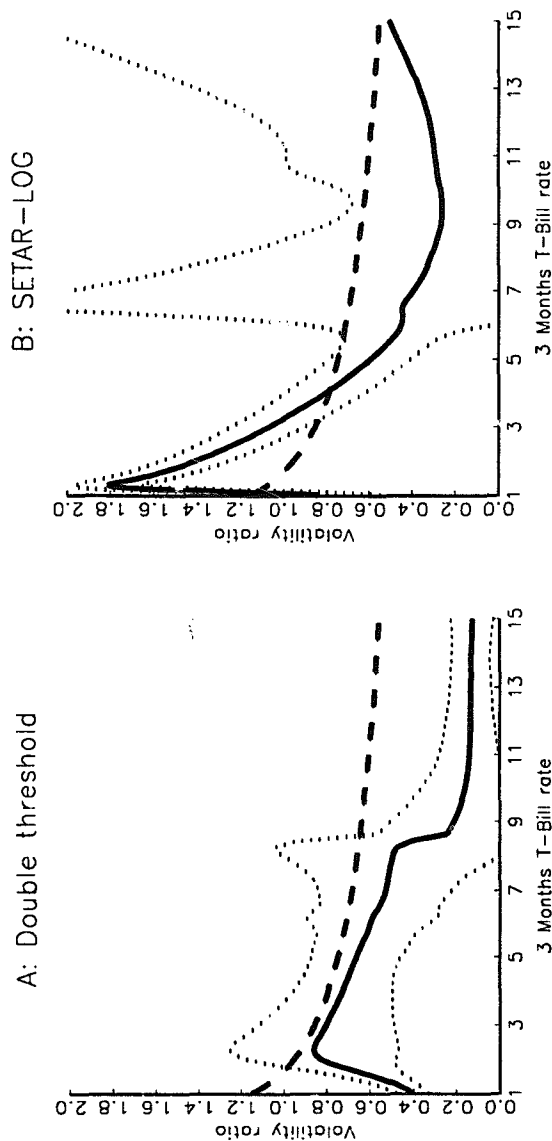 A: Double threshold
Volatility ratio
0.0 0.2 0.4 0.6 0.8 1.0 1.2 1.4 1.6 1.8 2.0
1 3 5 7 9 11 13 15
3 Months T-Bill rate
B: SETAR-LOG
Volatility ratio
0.0 0.2 0.4 0.6 0.8 1.0 1.2 1.4 1.6 1.8 2.0
1 3 5 7 9 11 13 15
3 Months T-Bill rate